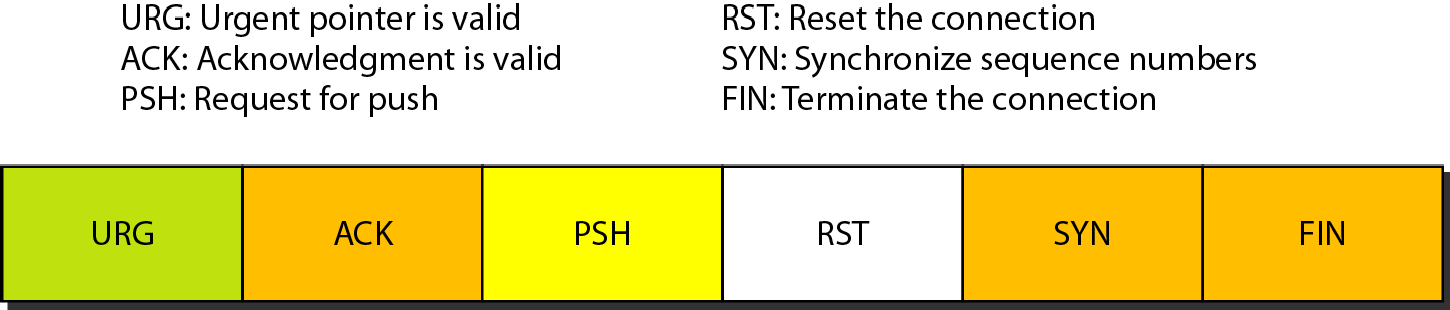 URG: Urgent pointer is valid
ACK: Acknowledgment is valid
PSH: Request for push
RST: Reset the connection
SYN: Synchronize sequence numbers
FIN: Terminate the connection
URG ACK PSH RST SYN FIN